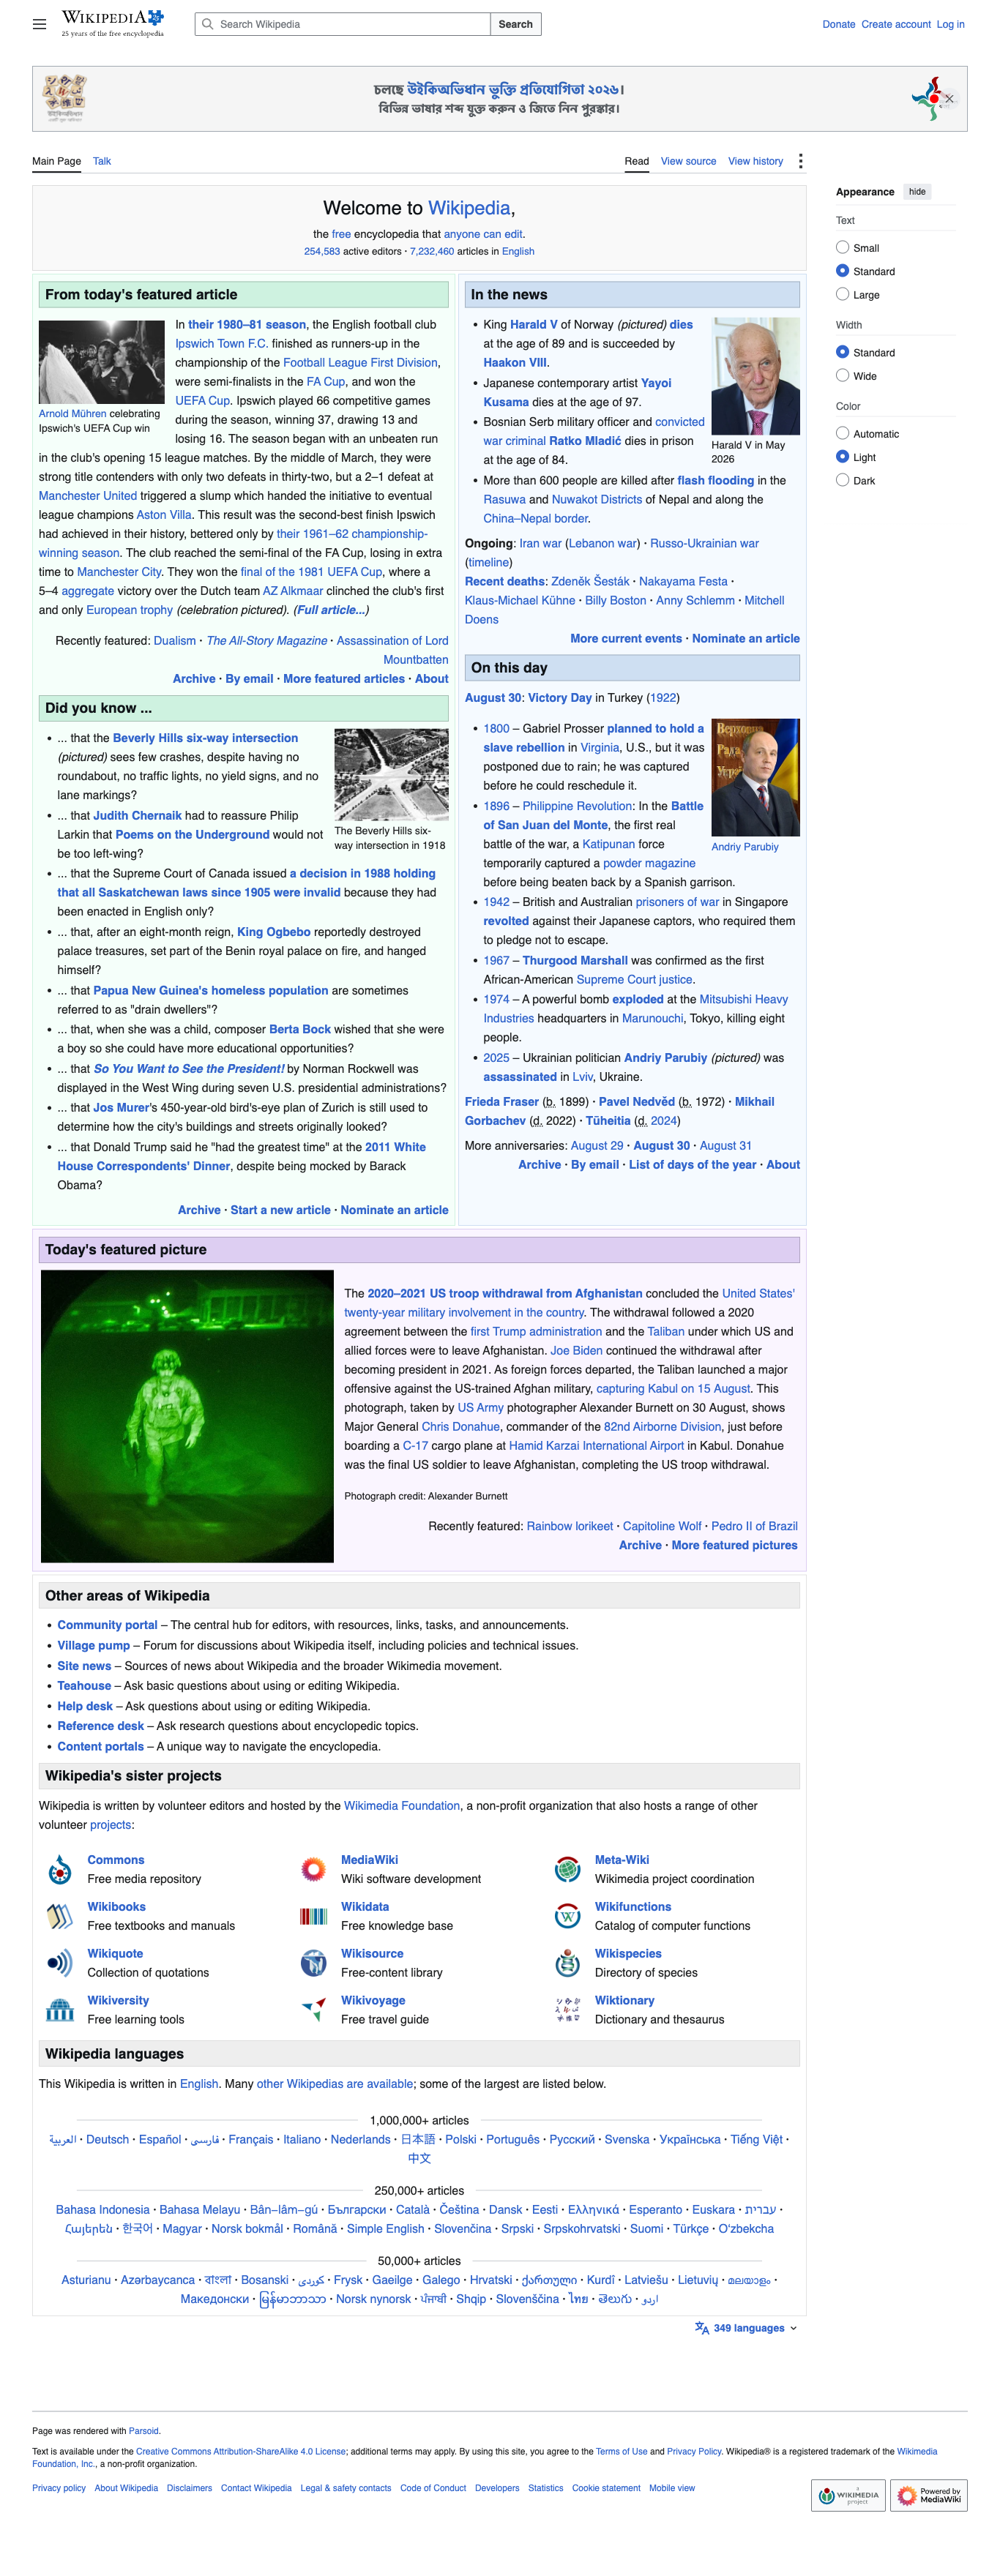 WIKIPEDIA
25 years of the free encyclopedia
Search Wikipedia
Search
Donate Create account Log in
চলছে উইকিঅভিধান ভুক্তি প্রতিযোগিতা ২০২৬।
বিভিন্ন ভাষার শব্দ যুক্ত করুন ও জিতে নিন পুরস্কার।
Main Page Talk
Read View source View history
Welcome to Wikipedia,
the free encyclopedia that anyone can edit.
254,583 active editors · 7,232,460 articles in English
From today's featured article
Arnold Mühren celebrating
Ipswich's UEFA Cup win
In their 1980–81 season, the English football club
Ipswich Town F.C. finished as runners-up in the
championship of the Football League First Division,
were semi-finalists in the FA Cup, and won the
UEFA Cup. Ipswich played 66 competitive games
during the season, winning 37, drawing 13 and
losing 16. The season began with an unbeaten run
in the club's opening 15 league matches. By the middle of March, they were
strong title contenders with only two defeats in thirty-two, but a 2–1 defeat at
Manchester United triggered a slump which handed the initiative to eventual
league champions Aston Villa. This result was the second-best finish Ipswich
had achieved in their history, bettered only by their 1961–62 championship-
winning season. The club reached the semi-final of the FA Cup, losing in extra
time to Manchester City. They won the final of the 1981 UEFA Cup, where a
5–4 aggregate victory over the Dutch team AZ Alkmaar clinched the club's first
and only European trophy (celebration pictured). (Full article...)
Recently featured: Dualism · The All-Story Magazine · Assassination of Lord
Mountbatten
Archive · By email · More featured articles · About
Did you know ...
... that the Beverly Hills six-way intersection
(pictured) sees few crashes, despite having no
roundabout, no traffic lights, no yield signs, and no
lane markings?
The Beverly Hills six-
way intersection in 1918
... that Judith Chernaik had to reassure Philip
Larkin that Poems on the Underground would not
be too left-wing?
... that the Supreme Court of Canada issued a decision in 1988 holding
that all Saskatchewan laws since 1905 were invalid because they had
been enacted in English only?
... that, after an eight-month reign, King Ogbebo reportedly destroyed
palace treasures, set part of the Benin royal palace on fire, and hanged
himself?
... that Papua New Guinea's homeless population are sometimes
referred to as "drain dwellers"?
... that, when she was a child, composer Berta Bock wished that she were
a boy so she could have more educational opportunities?
... that So You Want to See the President! by Norman Rockwell was
displayed in the West Wing during seven U.S. presidential administrations?
... that Jos Murer's 450-year-old bird's-eye plan of Zurich is still used to
determine how the city's buildings and streets originally looked?
... that Donald Trump said he "had the greatest time" at the 2011 White
House Correspondents' Dinner, despite being mocked by Barack
Obama?
Archive · Start a new article · Nominate an article
In the news
King Harald V of Norway (pictured) dies
at the age of 89 and is succeeded by
Haakon VIII.
Japanese contemporary artist Yayoi
Kusama dies at the age of 97.
Bosnian Serb military officer and convicted
war criminal Ratko Mladić dies in prison
at the age of 84.
Harald V in May
2026
More than 600 people are killed after flash flooding in the
Rasuwa and Nuwakot Districts of Nepal and along the
China–Nepal border.
Ongoing: Iran war (Lebanon war) · Russo-Ukrainian war
(timeline)
Recent deaths: Zdeněk Šesták · Nakayama Festa ·
Klaus-Michael Kühne · Billy Boston · Anny Schlemm · Mitchell
Doens
More current events · Nominate an article
On this day
August 30: Victory Day in Turkey (1922)
1800 – Gabriel Prosser planned to hold a
slave rebellion in Virginia, U.S., but it was
postponed due to rain; he was captured
before he could reschedule it.
1896 – Philippine Revolution: In the Battle
of San Juan del Monte, the first real
battle of the war, a Katipunan force
temporarily captured a powder magazine
before being beaten back by a Spanish garrison.
Верховна
Рада
Andriy Parubiy
1942 – British and Australian prisoners of war in Singapore
revolted against their Japanese captors, who required them
to pledge not to escape.
1967 – Thurgood Marshall was confirmed as the first
African-American Supreme Court justice.
1974 – A powerful bomb exploded at the Mitsubishi Heavy
Industries headquarters in Marunouchi, Tokyo, killing eight
people.
2025 – Ukrainian politician Andriy Parubiy (pictured) was
assassinated in Lviv, Ukraine.
Frieda Fraser (b. 1899) · Pavel Nedvěd (b. 1972) · Mikhail
Gorbachev (d. 2022) · Tūheitia (d. 2024)
More anniversaries: August 29 · August 30 · August 31
Archive · By email · List of days of the year · About
Today's featured picture
The 2020–2021 US troop withdrawal from Afghanistan concluded the United States'
twenty-year military involvement in the country. The withdrawal followed a 2020
agreement between the first Trump administration and the Taliban under which US and
allied forces were to leave Afghanistan. Joe Biden continued the withdrawal after
becoming president in 2021. As foreign forces departed, the Taliban launched a major
offensive against the US-trained Afghan military, capturing Kabul on 15 August. This
photograph, taken by US Army photographer Alexander Burnett on 30 August, shows
Major General Chris Donahue, commander of the 82nd Airborne Division, just before
boarding a C-17 cargo plane at Hamid Karzai International Airport in Kabul. Donahue
was the final US soldier to leave Afghanistan, completing the US troop withdrawal.
Photograph credit: Alexander Burnett
Recently featured: Rainbow lorikeet · Capitoline Wolf · Pedro II of Brazil
Archive · More featured pictures
Other areas of Wikipedia
Community portal – The central hub for editors, with resources, links, tasks, and announcements.
Village pump – Forum for discussions about Wikipedia itself, including policies and technical issues.
Site news – Sources of news about Wikipedia and the broader Wikimedia movement.
Teahouse – Ask basic questions about using or editing Wikipedia.
Help desk – Ask questions about using or editing Wikipedia.
Reference desk – Ask research questions about encyclopedic topics.
Content portals – A unique way to navigate the encyclopedia.
Wikipedia's sister projects
Wikipedia is written by volunteer editors and hosted by the Wikimedia Foundation, a non-profit organization that also hosts a range of other
volunteer projects:
Commons
Free media repository
MediaWiki
Wiki software development
Meta-Wiki
Wikimedia project coordination
Wikibooks
Free textbooks and manuals
Wikidata
Free knowledge base
Wikifunctions
Catalog of computer functions
Wikiquote
Collection of quotations
Wikisource
Free-content library
Wikispecies
Directory of species
Wikiversity
Free learning tools
Wikivoyage
Free travel guide
Wiktionary
Dictionary and thesaurus
Wikipedia languages
This Wikipedia is written in English. Many other Wikipedias are available; some of the largest are listed below.
1,000,000+ articles
العربية · Deutsch · Español · فارسی · Français · Italiano · Nederlands · 日本語 · Polski · Português · Русский · Svenska · Українська · Tiếng Việt ·
中文
250,000+ articles
Bahasa Indonesia · Bahasa Melayu · Bân-lâm-gú · Български · Català · Čeština · Dansk · Eesti · Ελληνικά · Esperanto · Euskara · עברית ·
Հայերեն · 한국어 · Magyar · Norsk bokmål · Română · Simple English · Slovenčina · Srpski · Srpskohrvatski · Suomi · Türkçe · Oʻzbekcha
50,000+ articles
Asturianu · Azərbaycanca · বাংলা · Bosanski · کوردی · Frysk · Gaeilge · Galego · Hrvatski · ქართული · Kurdî · Latviešu · Lietuvių · മലയാളം ·
Македонски · မြန်မာဘာသာ · Norsk nynorsk · ਪੰਜਾਬੀ · Shqip · Slovenščina · ไทย · తెలుగు · اردو
349 languages
Appearance hide
Text
Small
Standard
Large
Width
Standard
Wide
Color
Automatic
Light
Dark
Page was rendered with Parsoid.
Text is available under the Creative Commons Attribution-ShareAlike 4.0 License; additional terms may apply. By using this site, you agree to the Terms of Use and Privacy Policy. Wikipedia® is a registered trademark of the Wikimedia
Foundation, Inc., a non-profit organization.
Privacy policy About Wikipedia Disclaimers Contact Wikipedia Legal & safety contacts Code of Conduct Developers Statistics Cookie statement Mobile view
a
WIKIMEDIA
project
Powered by
MediaWiki